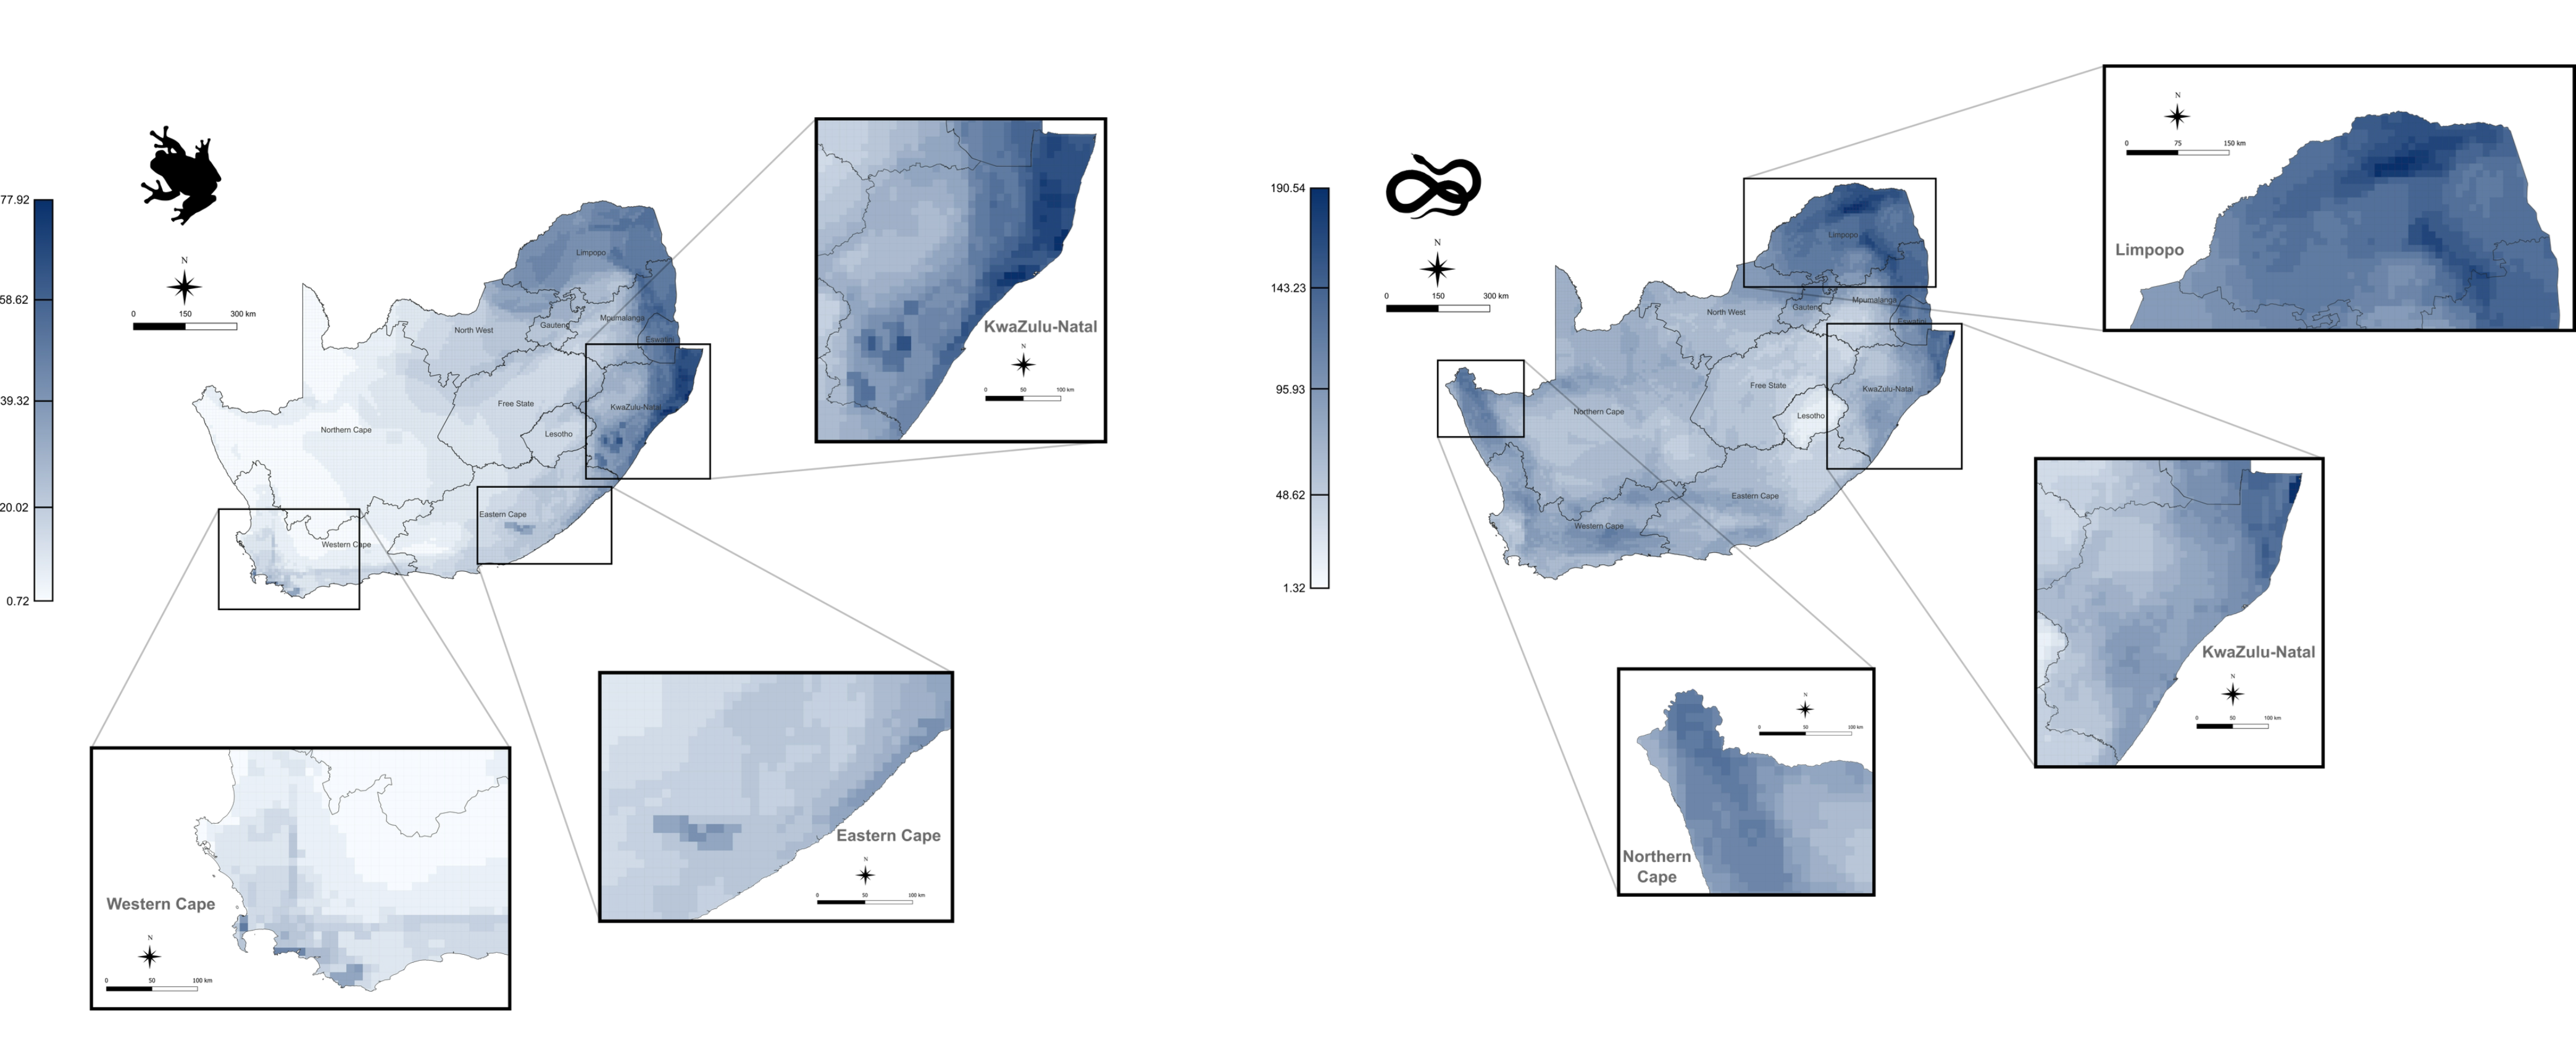 77.92
58.62
39.32
20.02
0.72
N
0 150 300 km
Limpopo
North West
Gauteng
Mpumalanga
Eswatini
Free State
KwaZulu-Natal
Northern Cape
Lesotho
Eastern Cape
Western Cape
KwaZulu-Natal
N
0 50 100 km
Eastern Cape
N
0 50 100 km
Western Cape
N
0 50 100 km
190.54
143.23
95.93
48.62
1.32
N
0 150 300 km
Limpopo
Mpumalanga
North West
Gauteng
Eswatini
Free State
KwaZulu-Natal
Northern Cape
Lesotho
Eastern Cape
Western Cape
N
0 75 150 km
Limpopo
KwaZulu-Natal
N
0 50 100 km
N
0 50 100 km
Northern
Cape